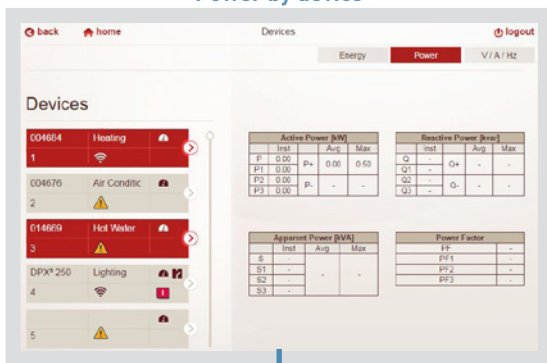 Power by device
back home Devices logout
Energy Power V / A / Hz
Devices
004684 Heating
1
004676 Air Conditic
2
014669 Hot Water
3
DPX³ 250 Lighting
4
5
Active Power [kW]
Inst Avg Max
P 0.00 P+ 0.00 0.50
P1 0.00
P2 0.00 P- - -
P3 0.00
Reactive Power [kvar]
Inst Avg Max
Q - Q+ - -
Q1 -
Q2 - Q- - -
Q3 -
Apparent Power [kVA]
Inst Avg Max
S - - -
S1 -
S2 -
S3 -
Power Factor
PF -
PF1 -
PF2 -
PF3 -